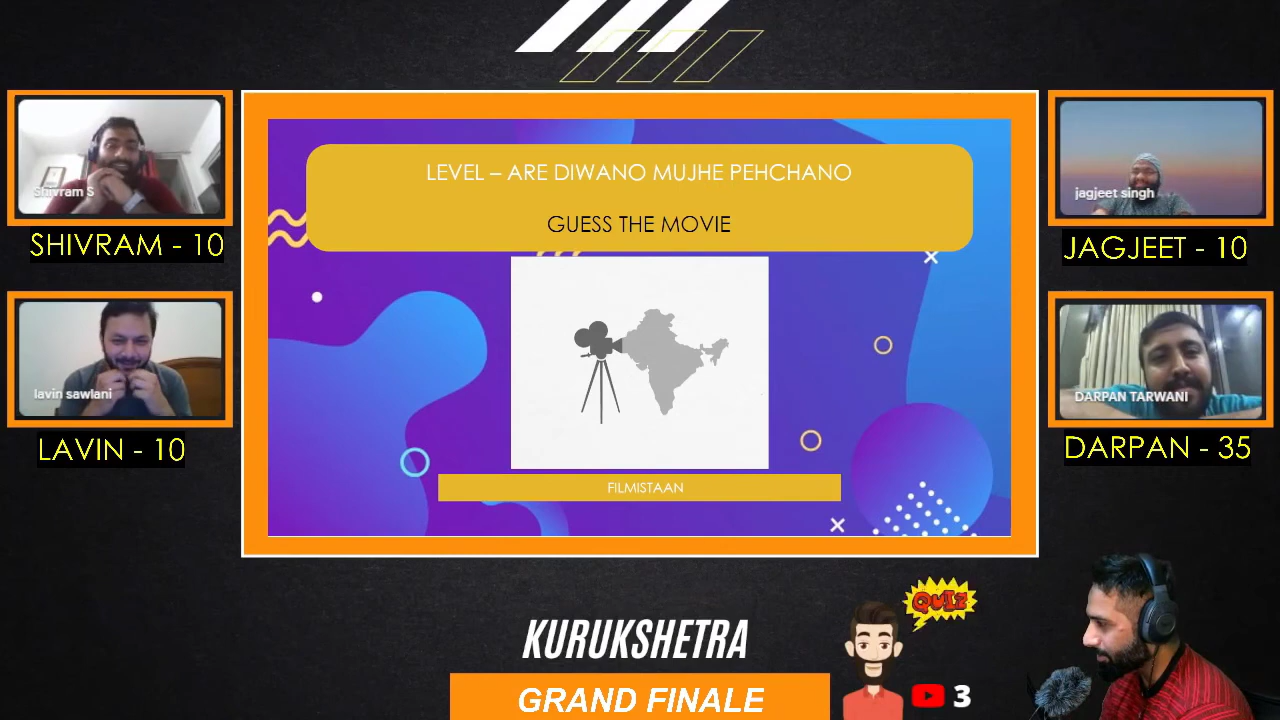 Shivram S
SHIVRAM - 10
lavin sawlani
LAVIN - 10
LEVEL – ARE DIWANO MUJHE PEHCHANO
GUESS THE MOVIE
FILMISTAAN
jagjeet singh
JAGJEET - 10
DARPAN TARWANI
DARPAN - 35
KURUKSHETRA
GRAND FINALE
QUIZ
3